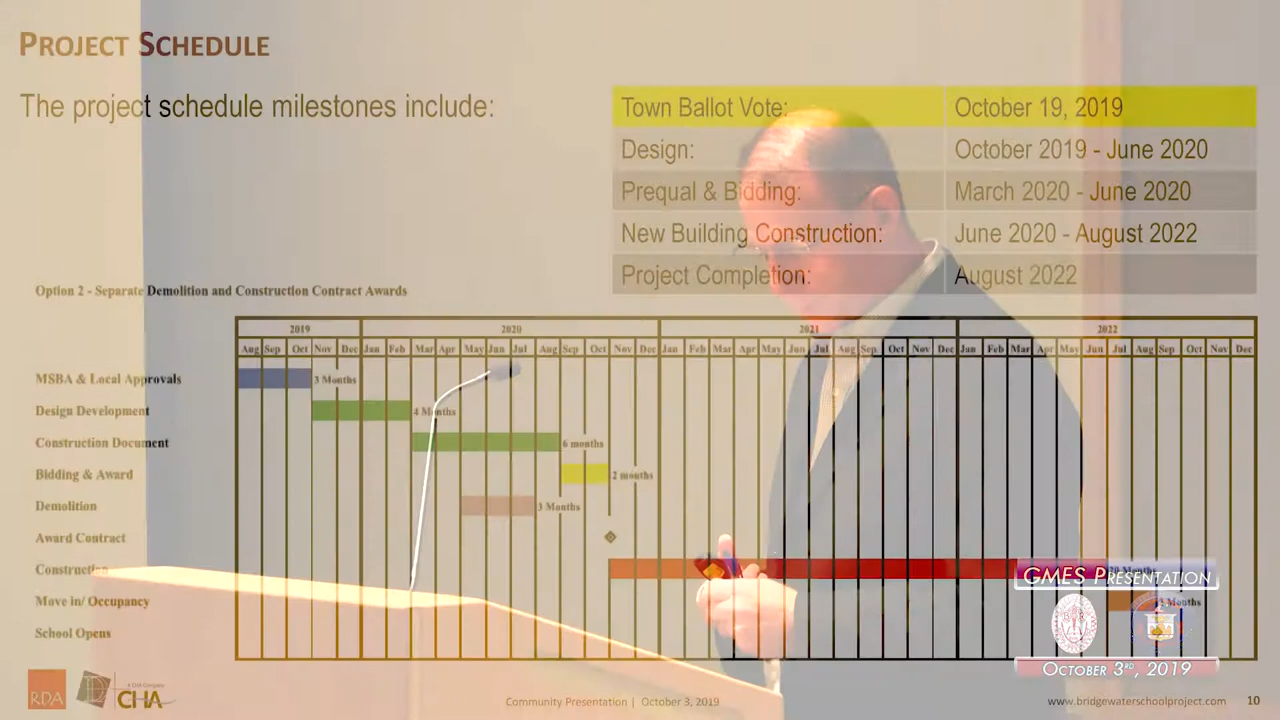 PROJECT SCHEDULE
The project schedule milestones include:
Town Ballot Vote: October 19, 2019
Design: October 2019 - June 2020
Prequal & Bidding: March 2020 - June 2020
New Building Construction: June 2020 - August 2022
Project Completion: August 2022
Option 2 - Separate Demolition and Construction Contract Awards
2019 2020 2021 2022
Aug Sep Oct Nov Dec Jan Feb Mar Apr May Jun Jul Aug Sep Oct Nov Dec Jan Feb Mar Apr May Jun Jul Aug Sep Oct Nov Dec Jan Feb Mar Apr May Jun Jul Aug Sep Oct Nov Dec
MSBA & Local Approvals 3 Months
Design Development 4 Months
Construction Document 6 months
Bidding & Award 2 months
Demolition 3 Months
Award Contract
Construction 20 Months
Move in/ Occupancy Months
School Opens
GMES PRESENTATION
OCTOBER 3RD, 2019
RDA
A CHA Company
CHA
Community Presentation | October 3, 2019
www.bridgewaterschoolproject.com 10